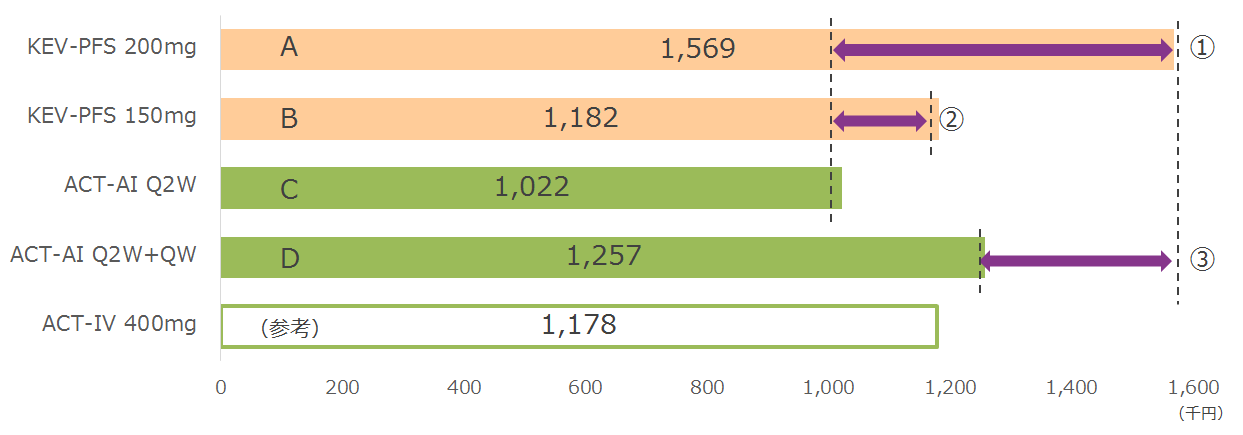 KEV-PFS 200mg A 1,569 ①
KEV-PFS 150mg B 1,182 ②
ACT-AI Q2W C 1,022
ACT-AI Q2W+QW D 1,257 ③
ACT-IV 400mg (参考) 1,178
0 200 400 600 800 1,000 1,200 1,400 1,600
(千円)